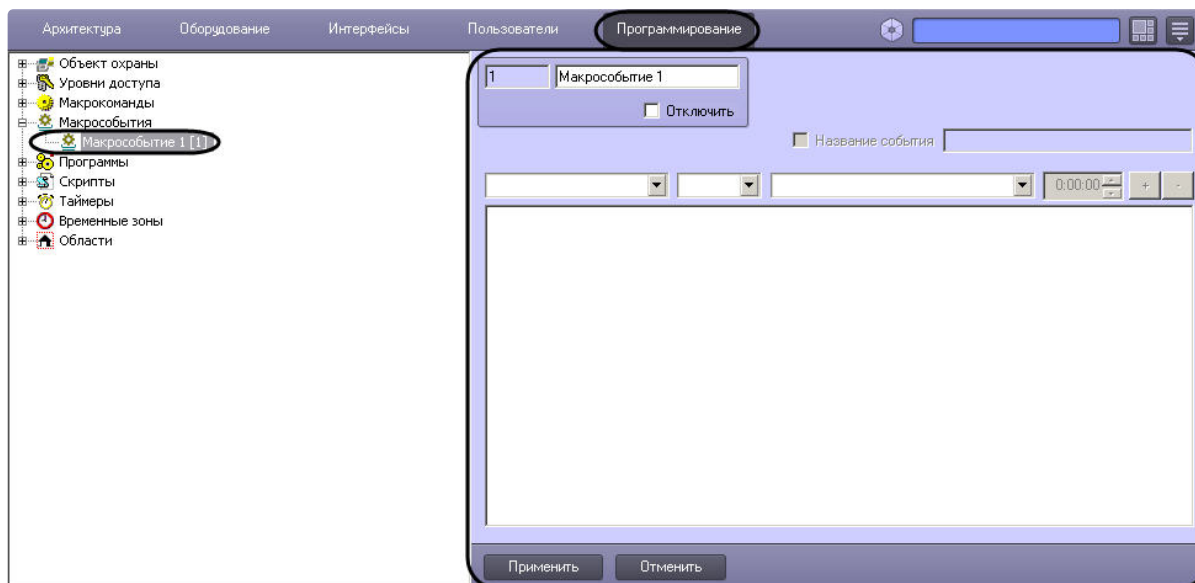 Архитектура Оборудование Интерфейсы Пользователи Программирование
Объект охраны
Уровни доступа
Макрокоманды
Макрособытия
Макрособытие 1 [1]
Программы
Скрипты
Таймеры
Временные зоны
Области
1 Макрособытие 1
Отключить
Название события
0:00:00 + -
Применить Отменить